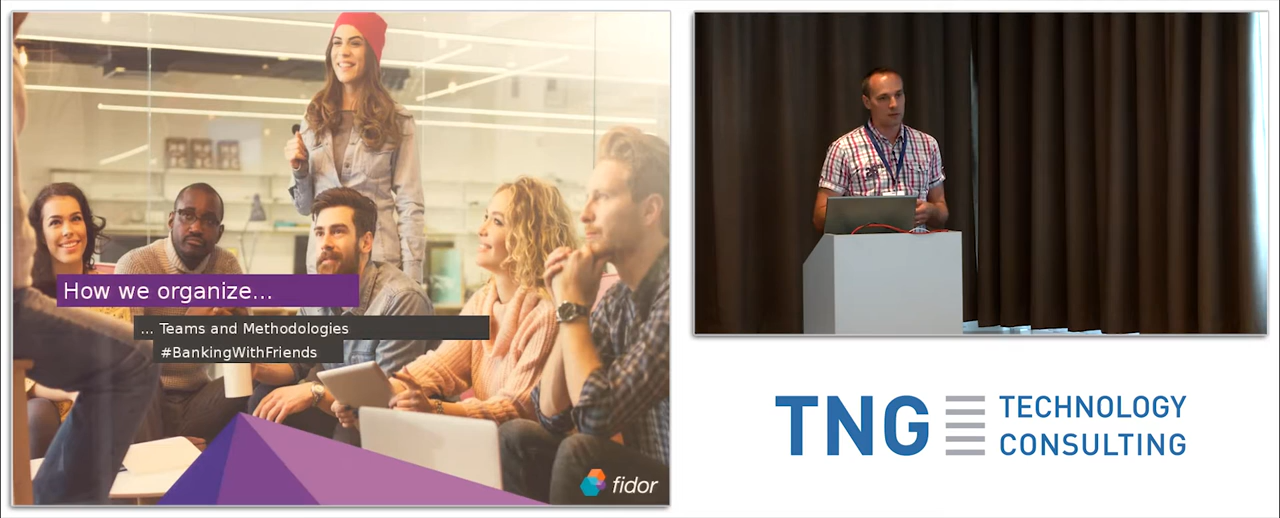 How we organize...
... Teams and Methodologies
#BankingWithFriends
fidor
TNG TECHNOLOGY
CONSULTING